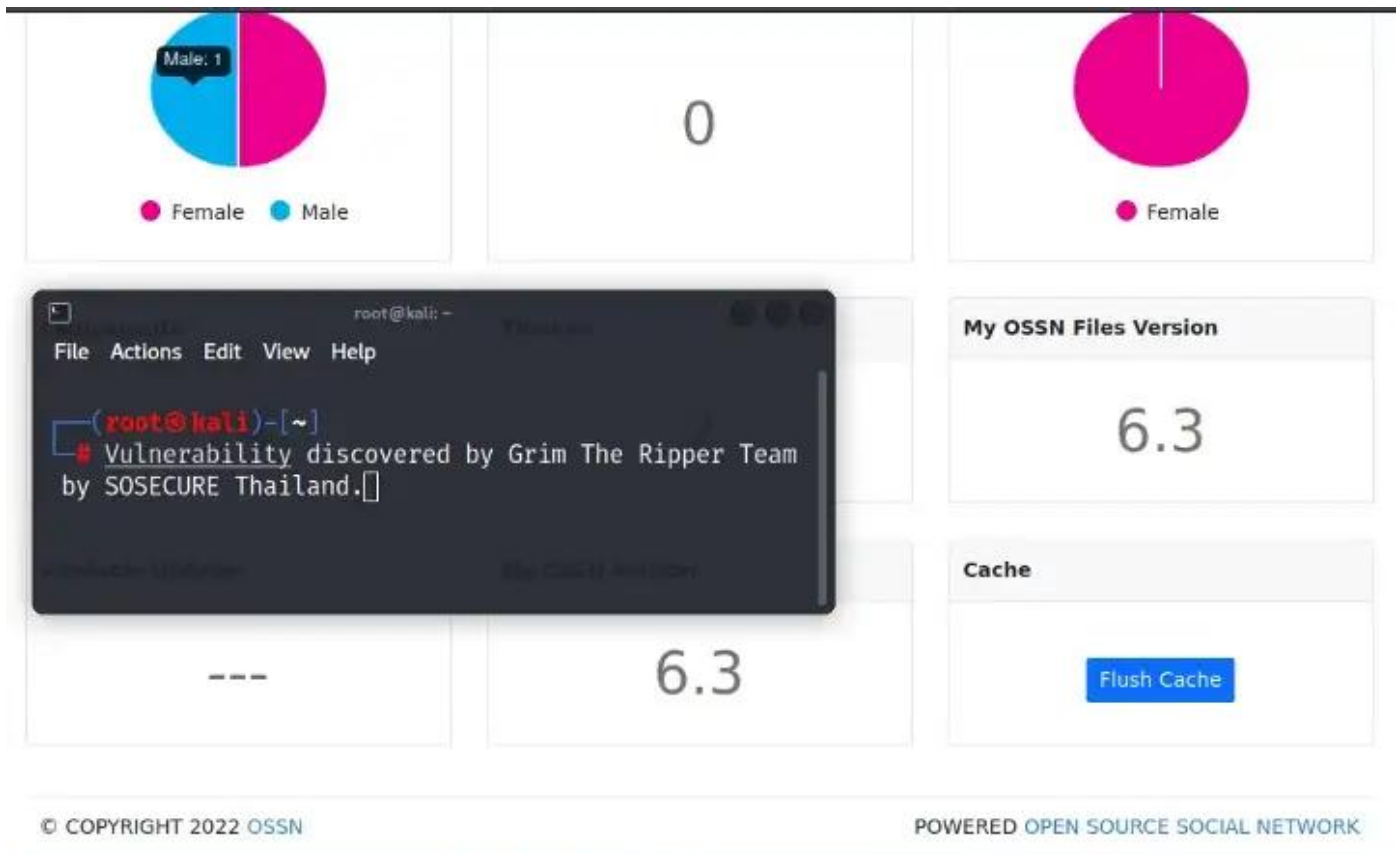 Male: 1
0
Female Male
Female
root@kali: ~
File Actions Edit View Help
My OSSN Files Version
┌──(root㉿kali)-[~]
└─# Vulnerability discovered by Grim The Ripper Team
by SOSECURE Thailand.
6.3
Cache
---
6.3
Flush Cache
© COPYRIGHT 2022 OSSN
POWERED OPEN SOURCE SOCIAL NETWORK